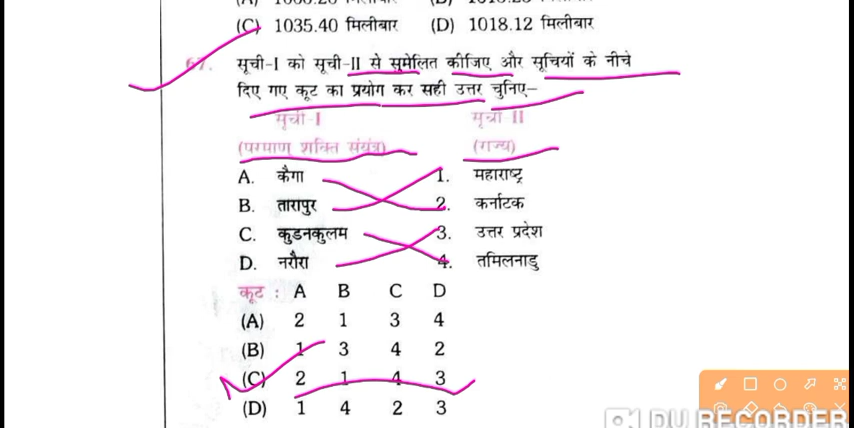 (C) 1035.40 मिलीबार (D) 1018.12 मिलीबार
67. सूची-I को सूची-II से सुमेलित कीजिए और सूचियों के नीचे
दिए गए कूट का प्रयोग कर सही उत्तर चुनिए–
सूची-I सूची-II
(परमाणु शक्ति संयंत्र) (राज्य)
A. कैगा 1. महाराष्ट्र
B. तारापुर 2. कर्नाटक
C. कुडनकुलम 3. उत्तर प्रदेश
D. नरौरा 4. तमिलनाडु
कूट : A B C D
(A) 2 1 3 4
(B) 1 3 4 2
(C) 2 1 4 3
(D) 1 4 2 3
DU RECORDER